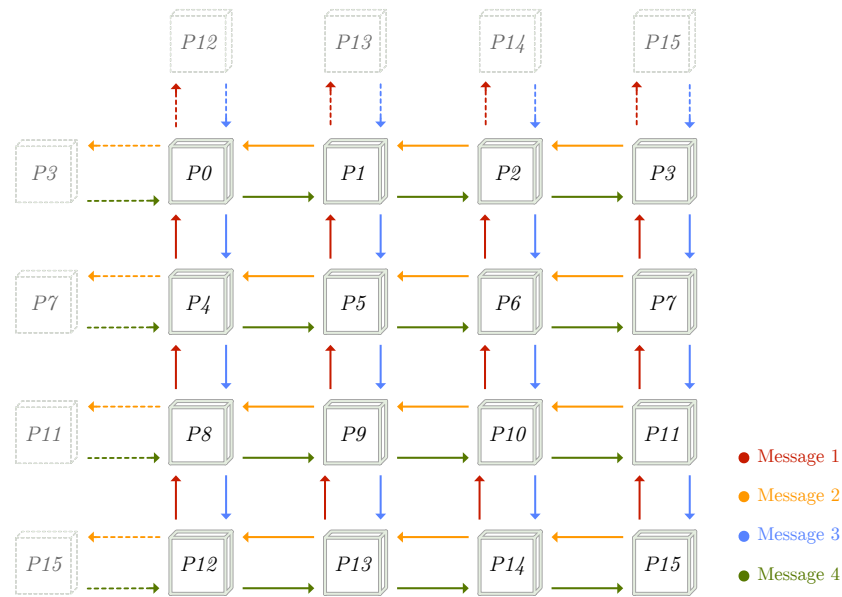 P12 P13 P14 P15
P3 P0 P1 P2 P3
P7 P4 P5 P6 P7
P11 P8 P9 P10 P11
Message 1
Message 2
Message 3
P15 P12 P13 P14 P15
Message 4